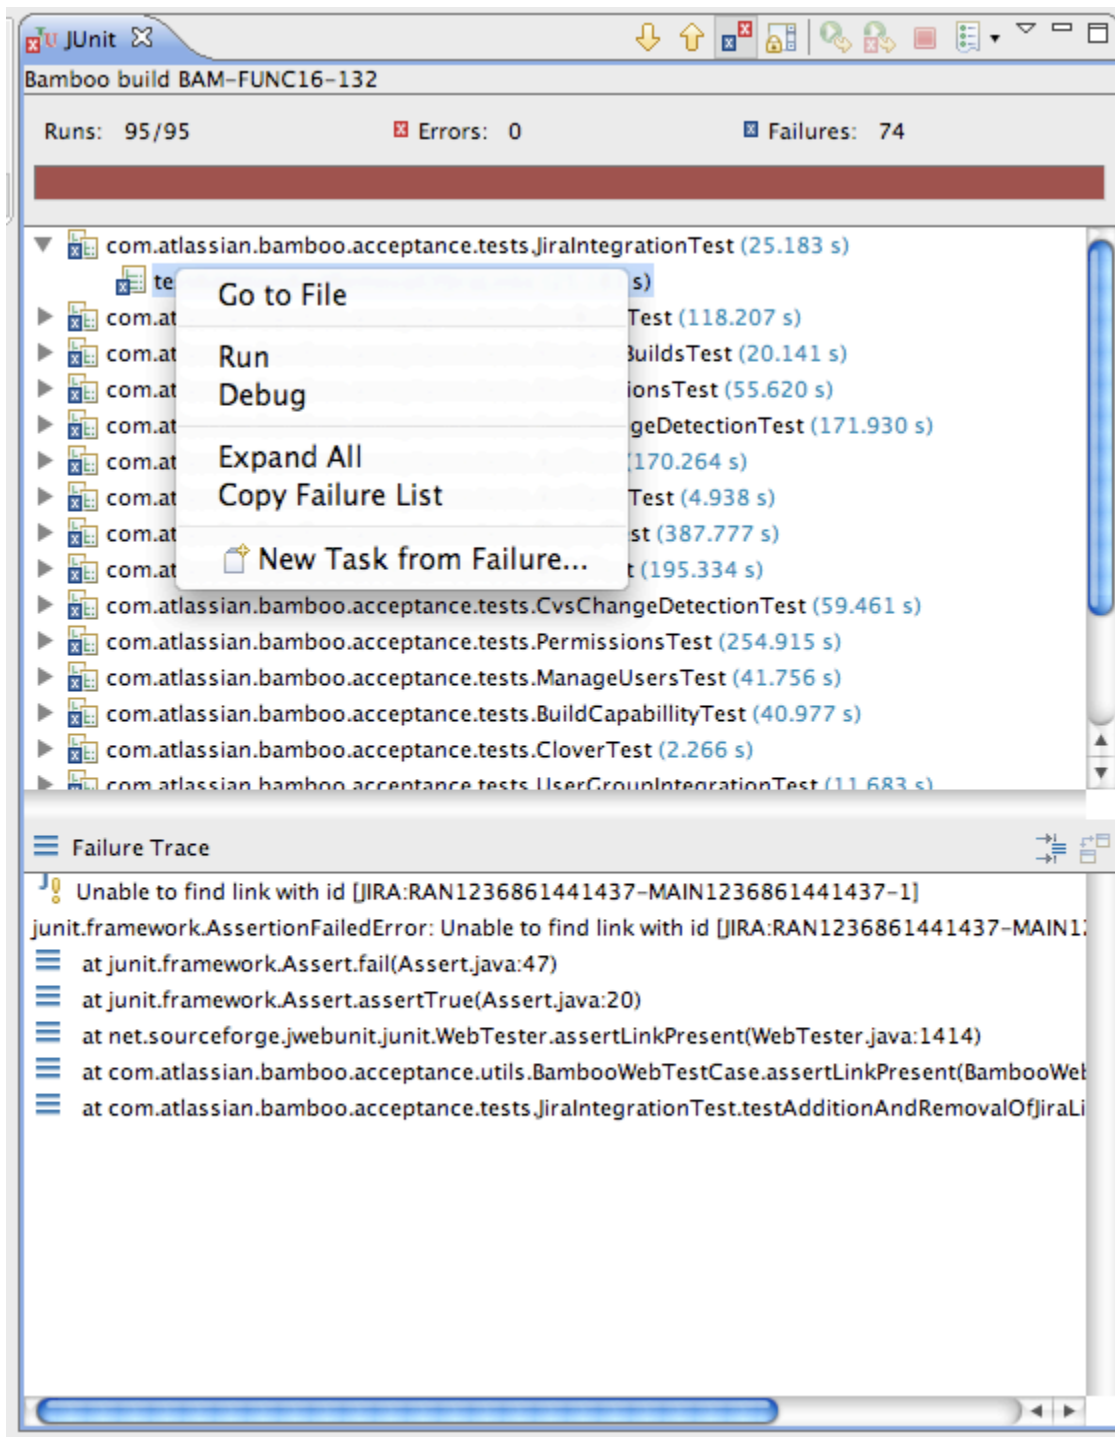 JUnit
Bamboo build BAM-FUNC16-132
Runs: 95/95 Errors: 0 Failures: 74
com.atlassian.bamboo.acceptance.tests.JiraIntegrationTest (25.183 s)
te s)
Go to File
com.at Test (118.207 s)
Run
com.at BuildsTest (20.141 s)
Debug
com.at ionsTest (55.620 s)
com.at geDetectionTest (171.930 s)
Expand All
com.at (170.264 s)
Copy Failure List
com.at Test (4.938 s)
com.at st (387.777 s)
New Task from Failure...
com.at t (195.334 s)
com.atlassian.bamboo.acceptance.tests.CvsChangeDetectionTest (59.461 s)
com.atlassian.bamboo.acceptance.tests.PermissionsTest (254.915 s)
com.atlassian.bamboo.acceptance.tests.ManageUsersTest (41.756 s)
com.atlassian.bamboo.acceptance.tests.BuildCapabillityTest (40.977 s)
com.atlassian.bamboo.acceptance.tests.CloverTest (2.266 s)
com.atlassian.bamboo.acceptance.tests.UserGroupIntegrationTest (11.683 s)
Failure Trace
Unable to find link with id [JIRA:RAN1236861441437-MAIN1236861441437-1]
junit.framework.AssertionFailedError: Unable to find link with id [JIRA:RAN1236861441437-MAIN12
at junit.framework.Assert.fail(Assert.java:47)
at junit.framework.Assert.assertTrue(Assert.java:20)
at net.sourceforge.jwebunit.junit.WebTester.assertLinkPresent(WebTester.java:1414)
at com.atlassian.bamboo.acceptance.utils.BambooWebTestCase.assertLinkPresent(BambooWeb
at com.atlassian.bamboo.acceptance.tests.JiraIntegrationTest.testAdditionAndRemovalOfJiraLi